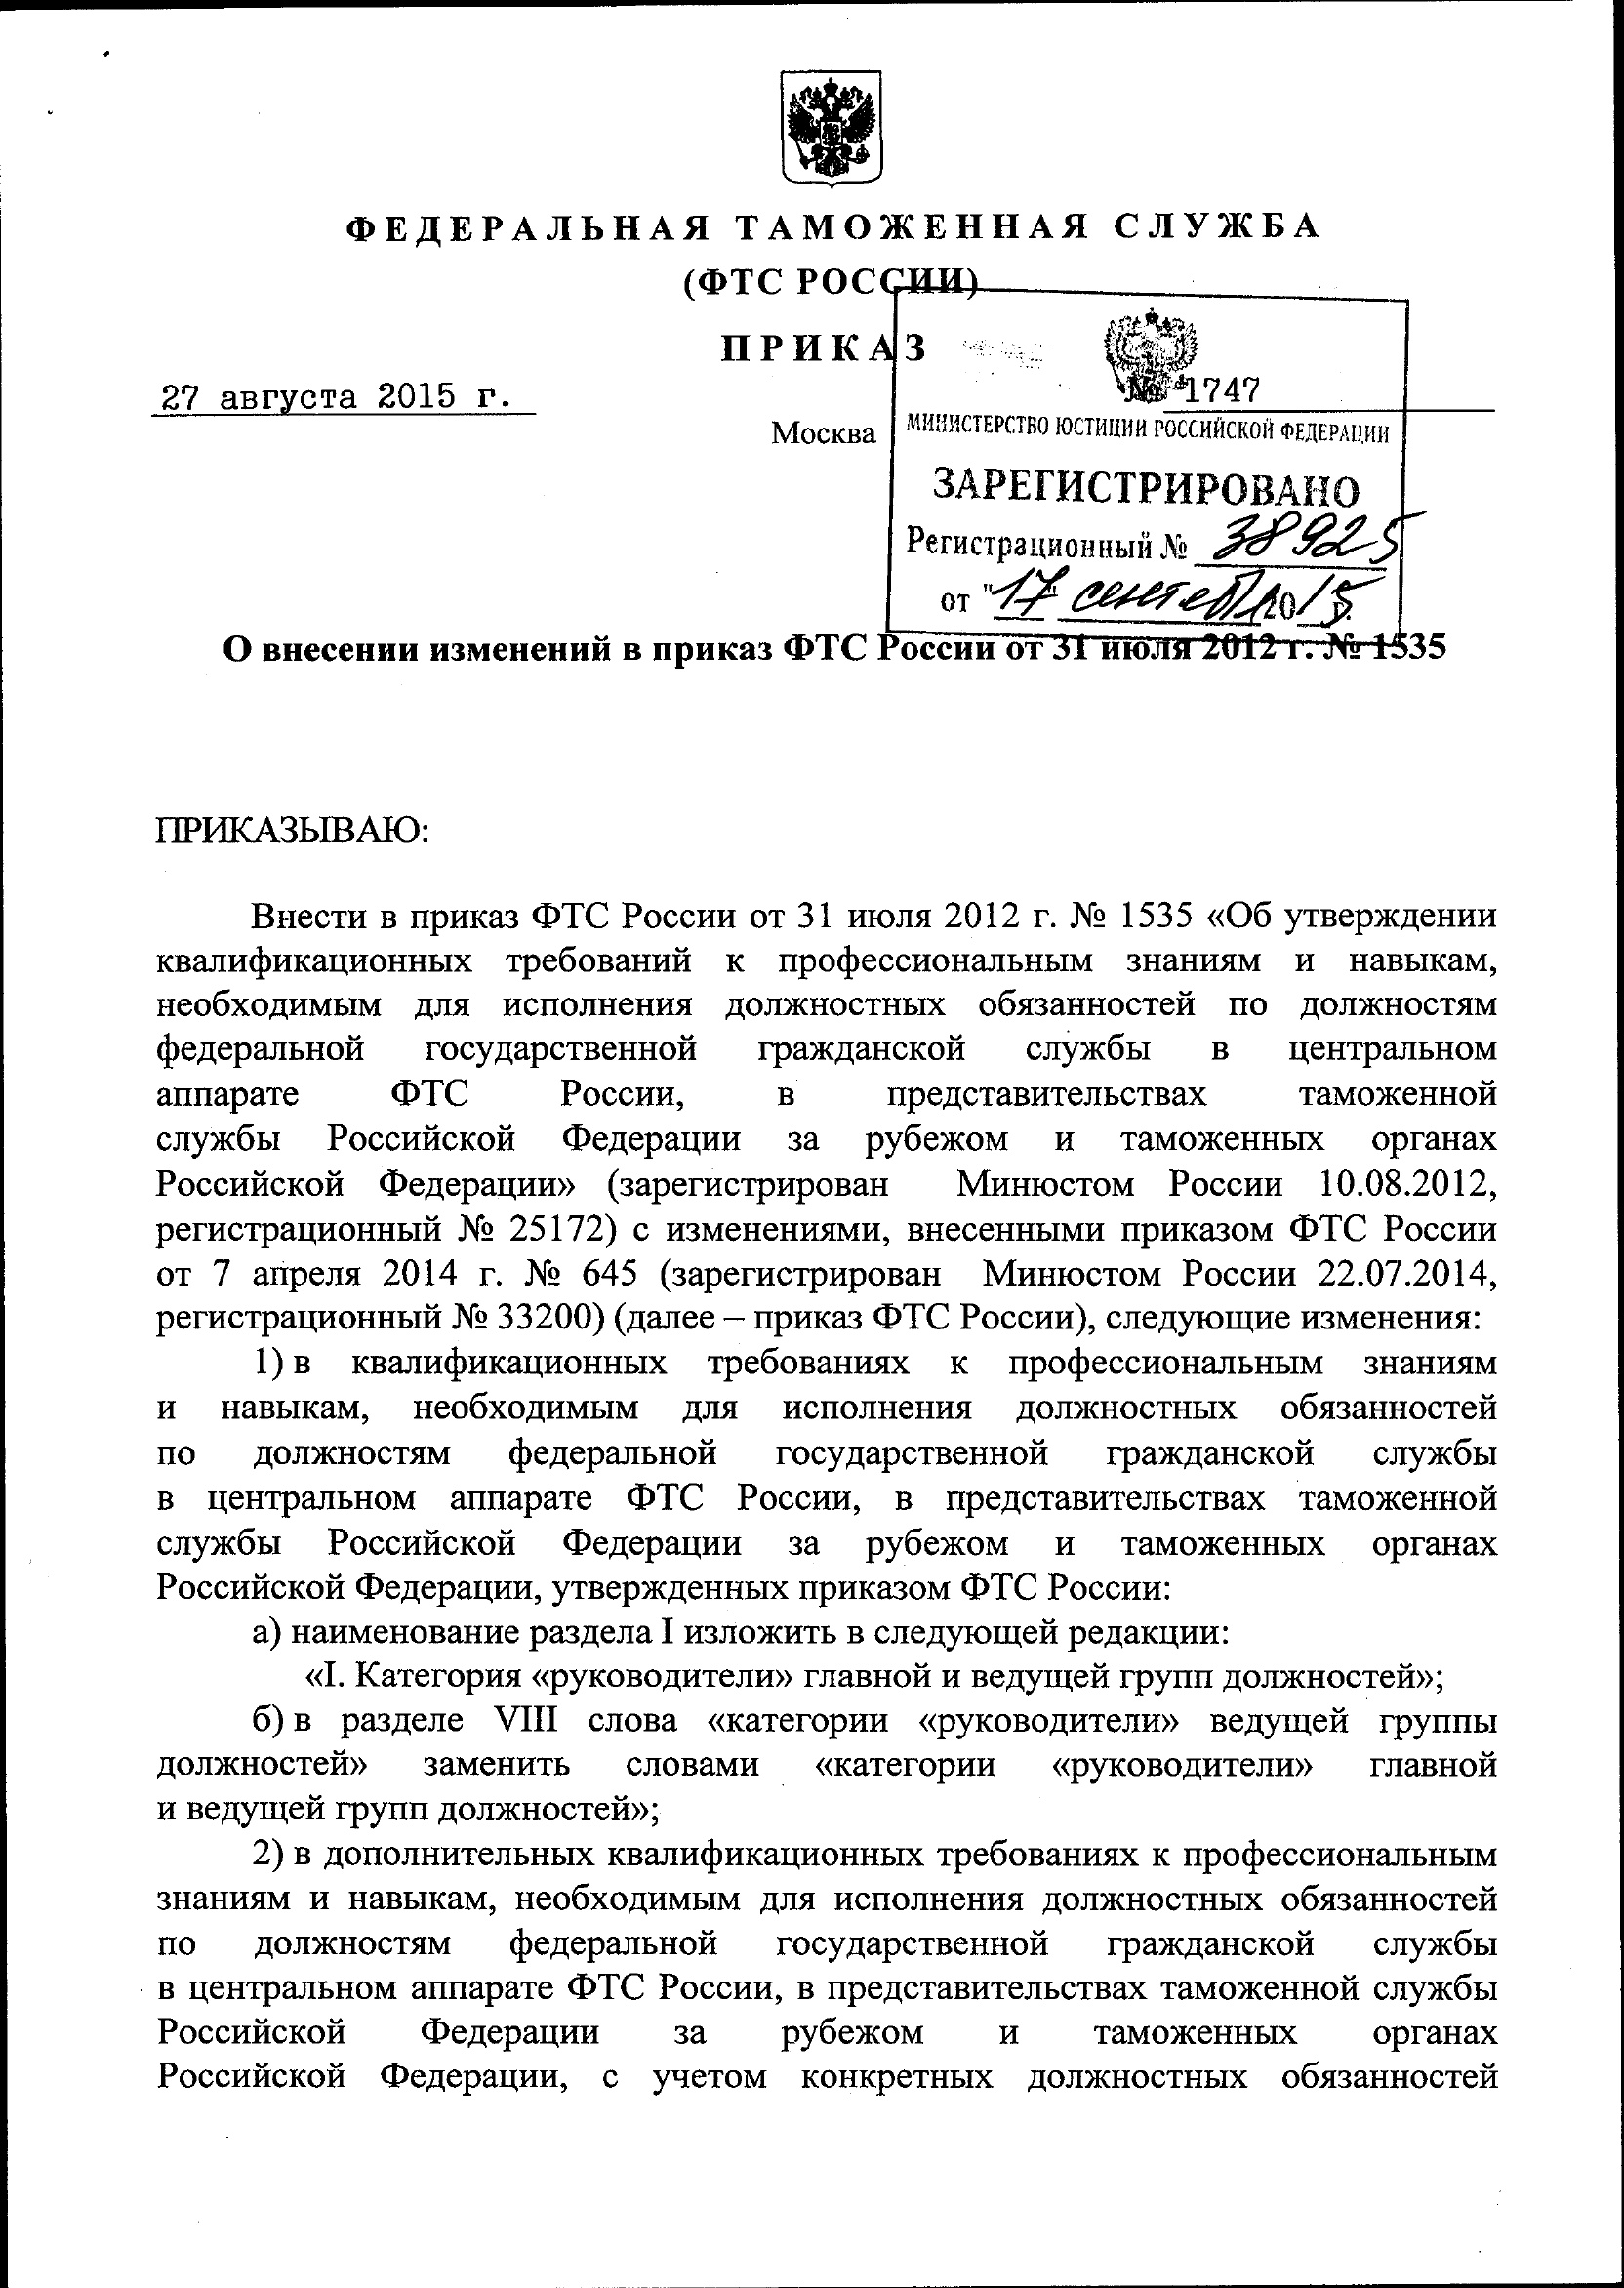 ФЕДЕРАЛЬНАЯ ТАМОЖЕННАЯ СЛУЖБА
(ФТС РОССИИ)
ПРИКАЗ
27 августа 2015 г.
№ 1747
Москва
МИНИСТЕРСТВО ЮСТИЦИИ РОССИЙСКОЙ ФЕДЕРАЦИИ
ЗАРЕГИСТРИРОВАНО
Регистрационный № 38925
от "17" сентября 2015 г.
О внесении изменений в приказ ФТС России от 31 июля 2012 г. № 1535
ПРИКАЗЫВАЮ:
Внести в приказ ФТС России от 31 июля 2012 г. № 1535 «Об утверждении
квалификационных требований к профессиональным знаниям и навыкам,
необходимым для исполнения должностных обязанностей по должностям
федеральной государственной гражданской службы в центральном
аппарате ФТС России, в представительствах таможенной
службы Российской Федерации за рубежом и таможенных органах
Российской Федерации» (зарегистрирован Минюстом России 10.08.2012,
регистрационный № 25172) с изменениями, внесенными приказом ФТС России
от 7 апреля 2014 г. № 645 (зарегистрирован Минюстом России 22.07.2014,
регистрационный № 33200) (далее – приказ ФТС России), следующие изменения:
1) в квалификационных требованиях к профессиональным знаниям
и навыкам, необходимым для исполнения должностных обязанностей
по должностям федеральной государственной гражданской службы
в центральном аппарате ФТС России, в представительствах таможенной
службы Российской Федерации за рубежом и таможенных органах
Российской Федерации, утвержденных приказом ФТС России:
а) наименование раздела I изложить в следующей редакции:
«I. Категория «руководители» главной и ведущей групп должностей»;
б) в разделе VIII слова «категории «руководители» ведущей группы
должностей» заменить словами «категории «руководители» главной
и ведущей групп должностей»;
2) в дополнительных квалификационных требованиях к профессиональным
знаниям и навыкам, необходимым для исполнения должностных обязанностей
по должностям федеральной государственной гражданской службы
в центральном аппарате ФТС России, в представительствах таможенной службы
Российской Федерации за рубежом и таможенных органах
Российской Федерации, с учетом конкретных должностных обязанностей